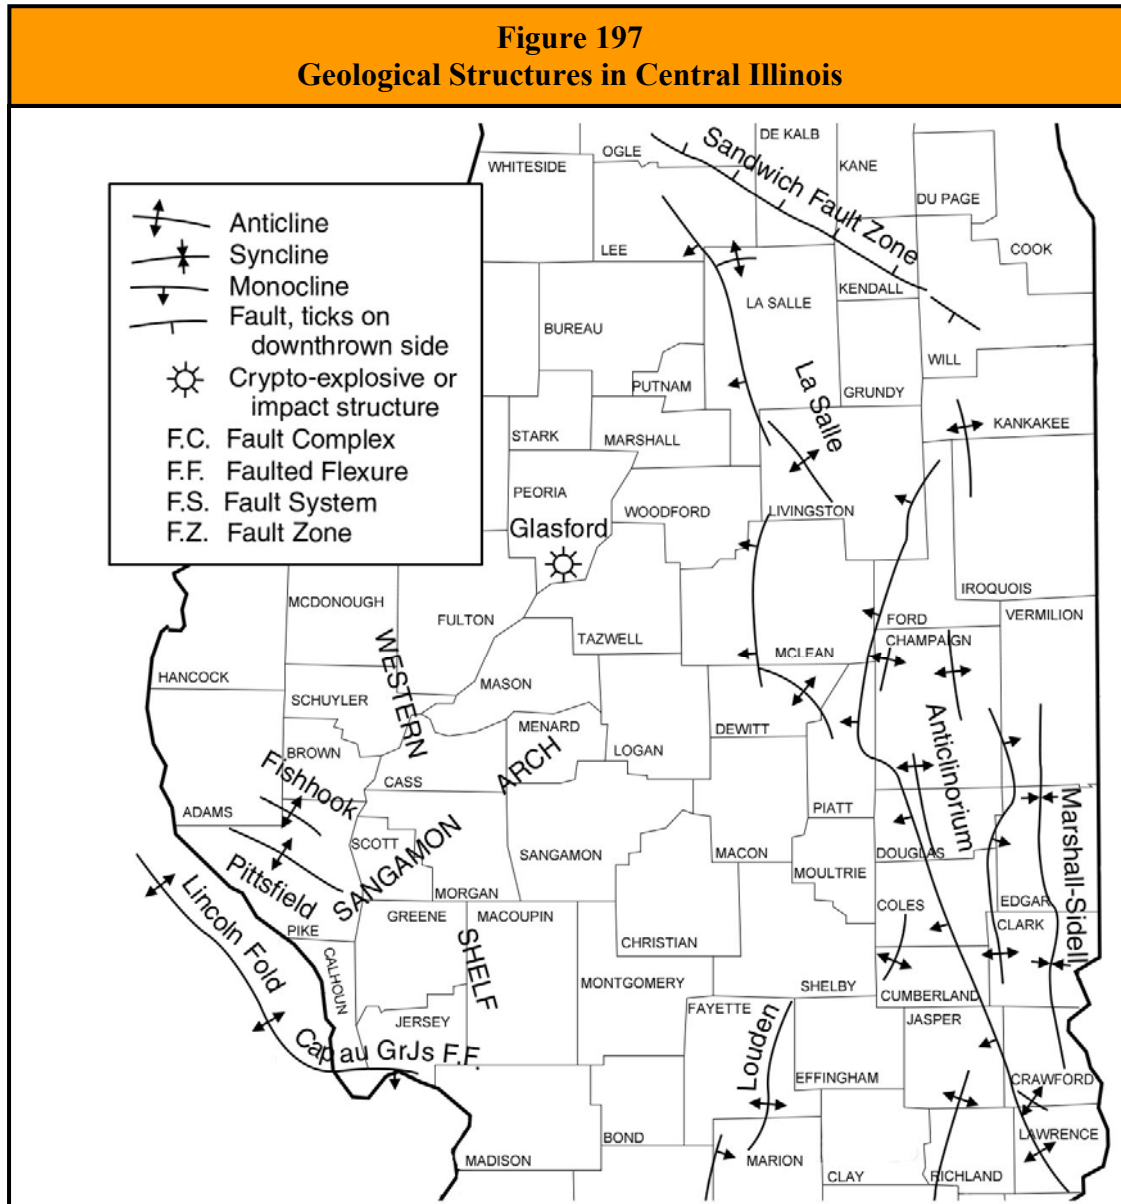 Figure 197
Geological Structures in Central Illinois
Anticline
Syncline
Monocline
Fault, ticks on
downthrown side
Crypto-explosive or
impact structure
F.C. Fault Complex
F.F. Faulted Flexure
F.S. Fault System
F.Z. Fault Zone
DE KALB
OGLE
WHITESIDE
KANE
Sandwich Fault Zone
DU PAGE
LEE
COOK
KENDALL
LA SALLE
BUREAU
WILL
PUTNAM
GRUNDY
La Salle
KANKAKEE
STARK
MARSHALL
PEORIA
WOODFORD
LIVINGSTON
Glasford
IROQUOIS
MCDONOUGH
VERMILION
FULTON
FORD
TAZWELL
CHAMPAIGN
MCLEAN
WESTERN
HANCOCK
MASON
SCHUYLER
MENARD
DEWITT
LOGAN
BROWN
ARCH
Anticlinorium
Fishhook
CASS
ADAMS
PIATT
Marshall-Sidell
SCOTT
SANGAMON
SANGAMON
MACON
DOUGLAS
MOULTRIE
Pittsfield
MORGAN
EDGAR
COLES
GREENE
MACOUPIN
CLARK
PIKE
Lincoln Fold
SHELF
CHRISTIAN
CALHOUN
MONTGOMERY
SHELBY
CUMBERLAND
FAYETTE
JERSEY
JASPER
Cap au GrJs F.F.
Louden
EFFINGHAM
CRAWFORD
BOND
LAWRENCE
MADISON
MARION
CLAY
RICHLAND